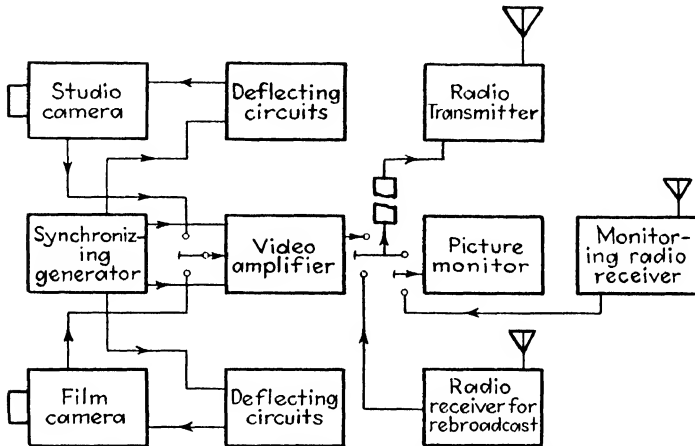 Studio
camera
Deflecting
circuits
Radio
Transmitter
Synchroniz-
ing
generator
Video
amplifier
Picture
monitor
Monitor-
ing radio
receiver
Film
camera
Deflecting
circuits
Radio
receiver for
rebroadcast